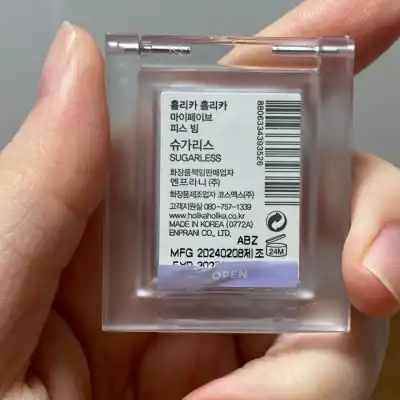 홀리카 홀리카
마이페이브
피스 빔
슈가리스
SUGARLESS
화장품책임판매업자
엔프라니 (주)
화장품제조업자 코스맥스(주)
고객지원실 080-757-1339
www.holikaholika.co.kr
MADE IN KOREA (0772A)
ENPRANI CO., LTD.
ABZ
MFG 20240208제조
OPEN
8806334393526
24M